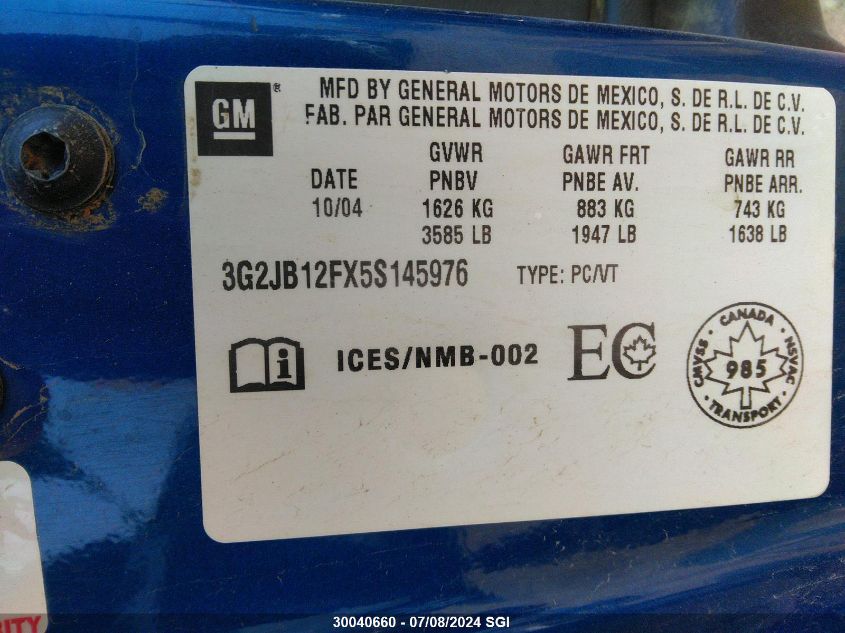 GM ®
MFD BY GENERAL MOTORS DE MEXICO, S. DE R.L. DE C.V.
FAB. PAR GENERAL MOTORS DE MEXICO, S. DE R.L. DE C.V.
GVWR GAWR FRT GAWR RR
DATE PNBV PNBE AV. PNBE ARR.
10/04 1626 KG 883 KG 743 KG
3585 LB 1947 LB 1638 LB
3G2JB12FX5S145976 TYPE: PC/VT
i ICES/NMB-002 EC
CANADA
CMVSS 985 NSVAC
TRANSPORT
RITY
30040660 - 07/08/2024 SGI